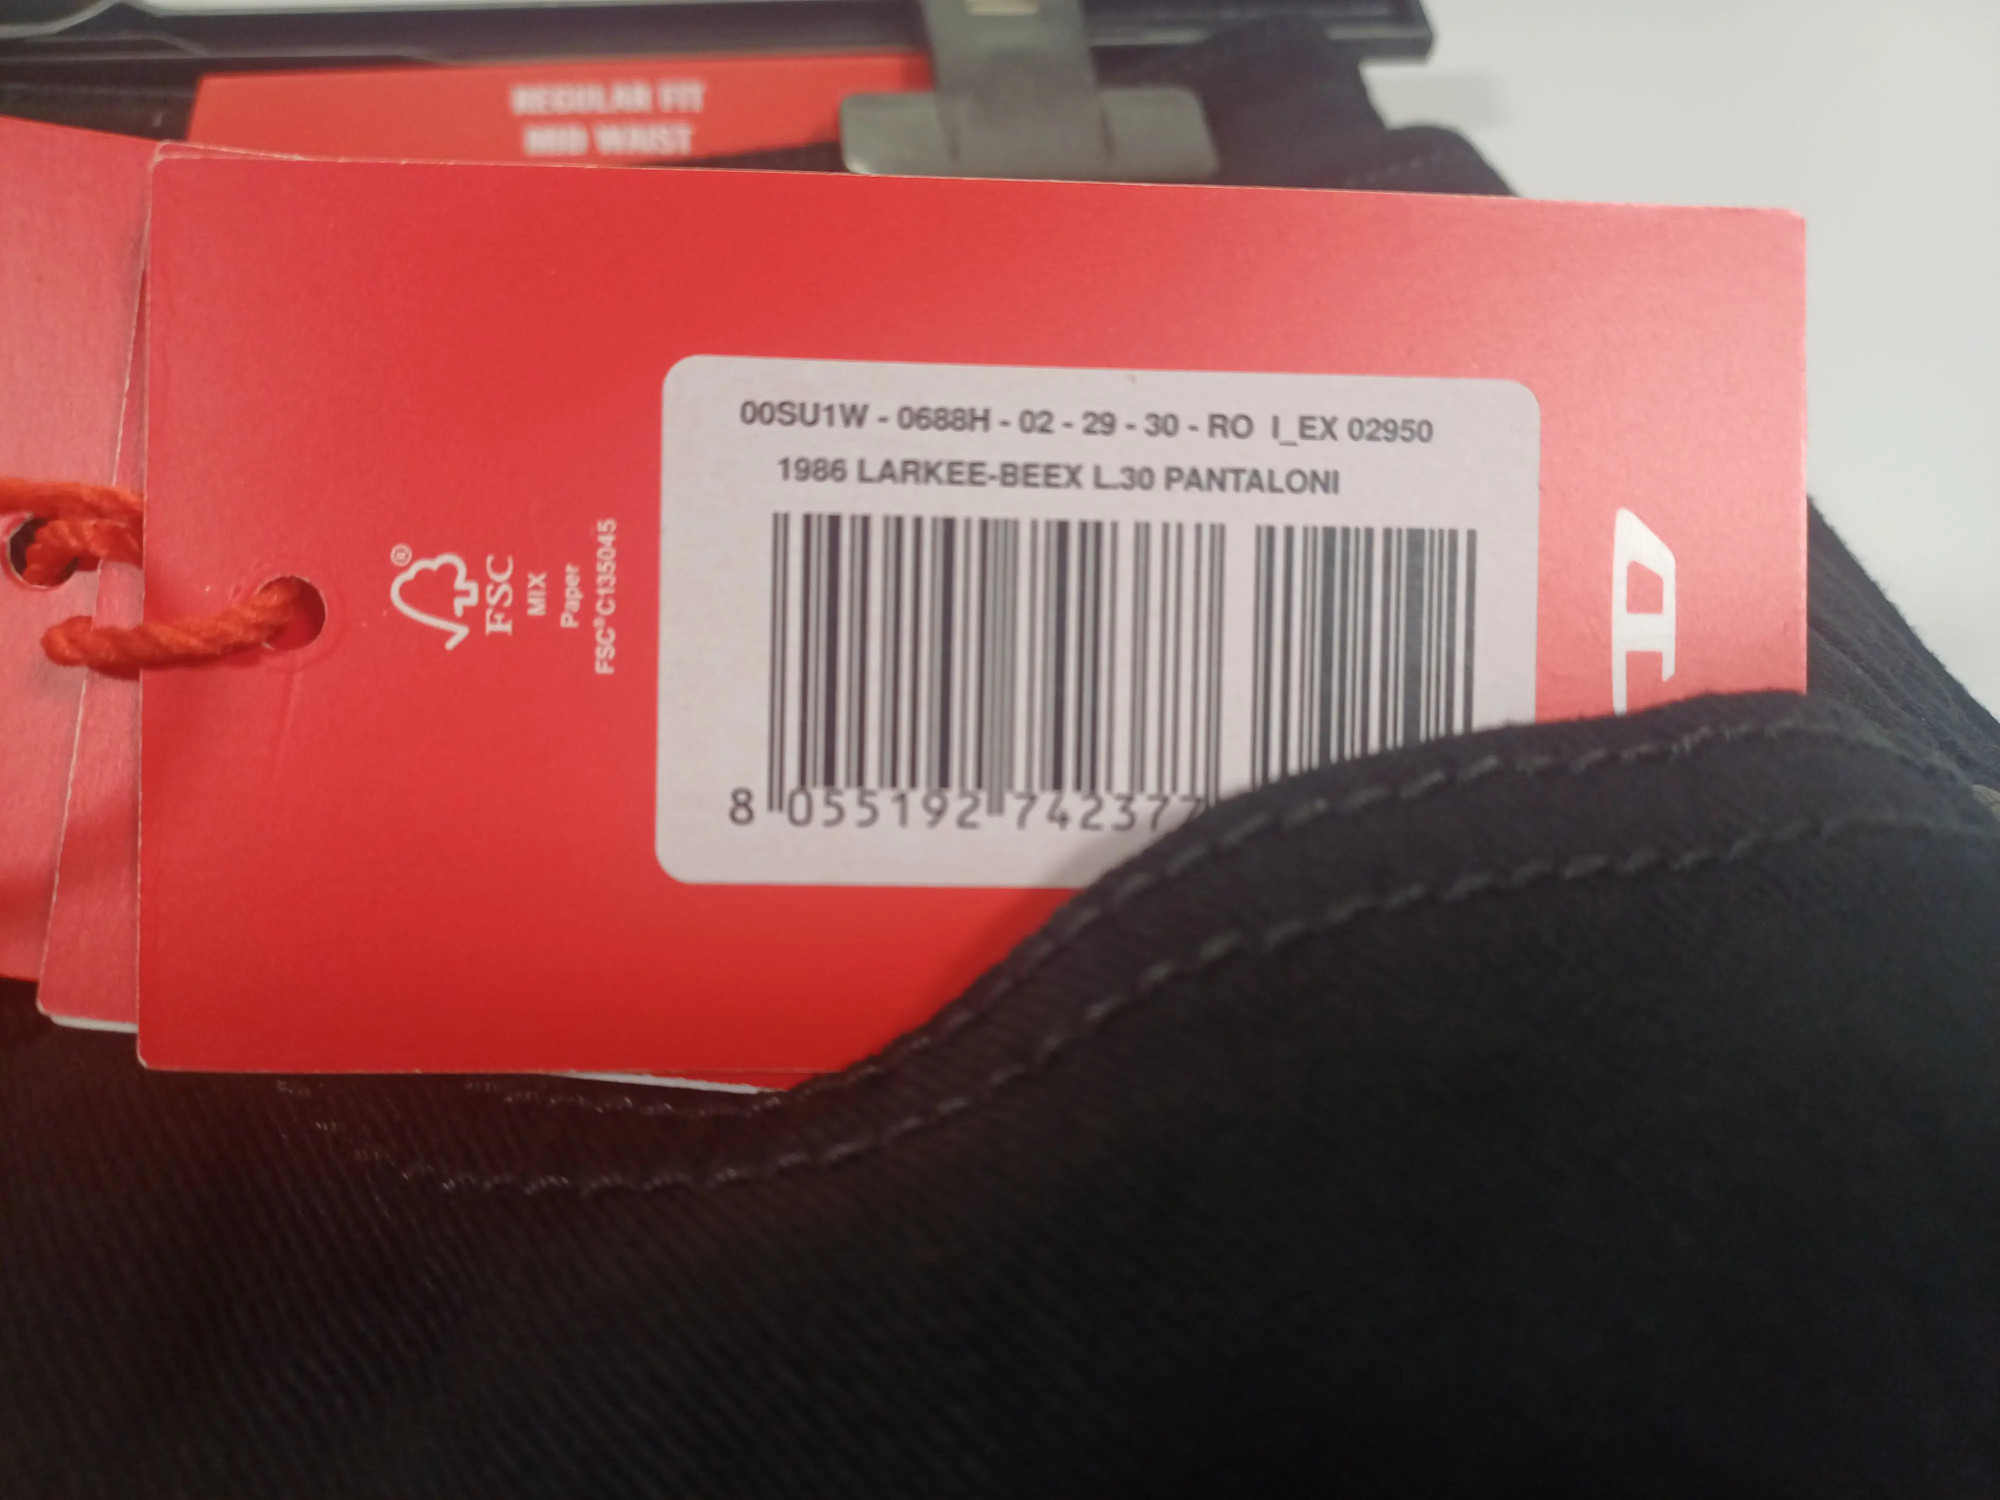 REGULAR FIT
MID WAIST
00SU1W - 0688H - 02 - 29 - 30 - RO I_EX 02950
1986 LARKEE-BEEX L.30 PANTALONI
8 055192 742377
®
FSC
MIX
Paper
FSC® C135045